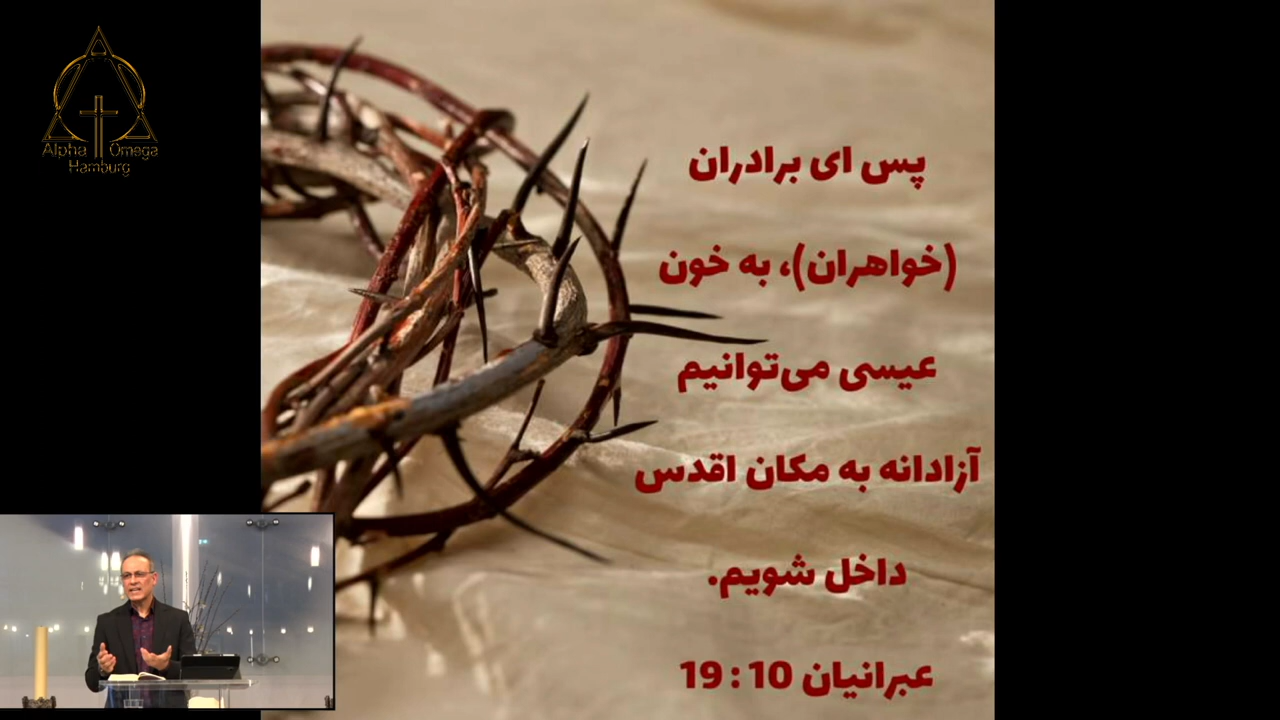 Alpha Omega
Hamburg
پس ای برادران
(خواهران)، به خون
عیسی می‌توانیم
آزادانه به مکان اقدس
داخل شویم.
عبرانیان 10 : 19